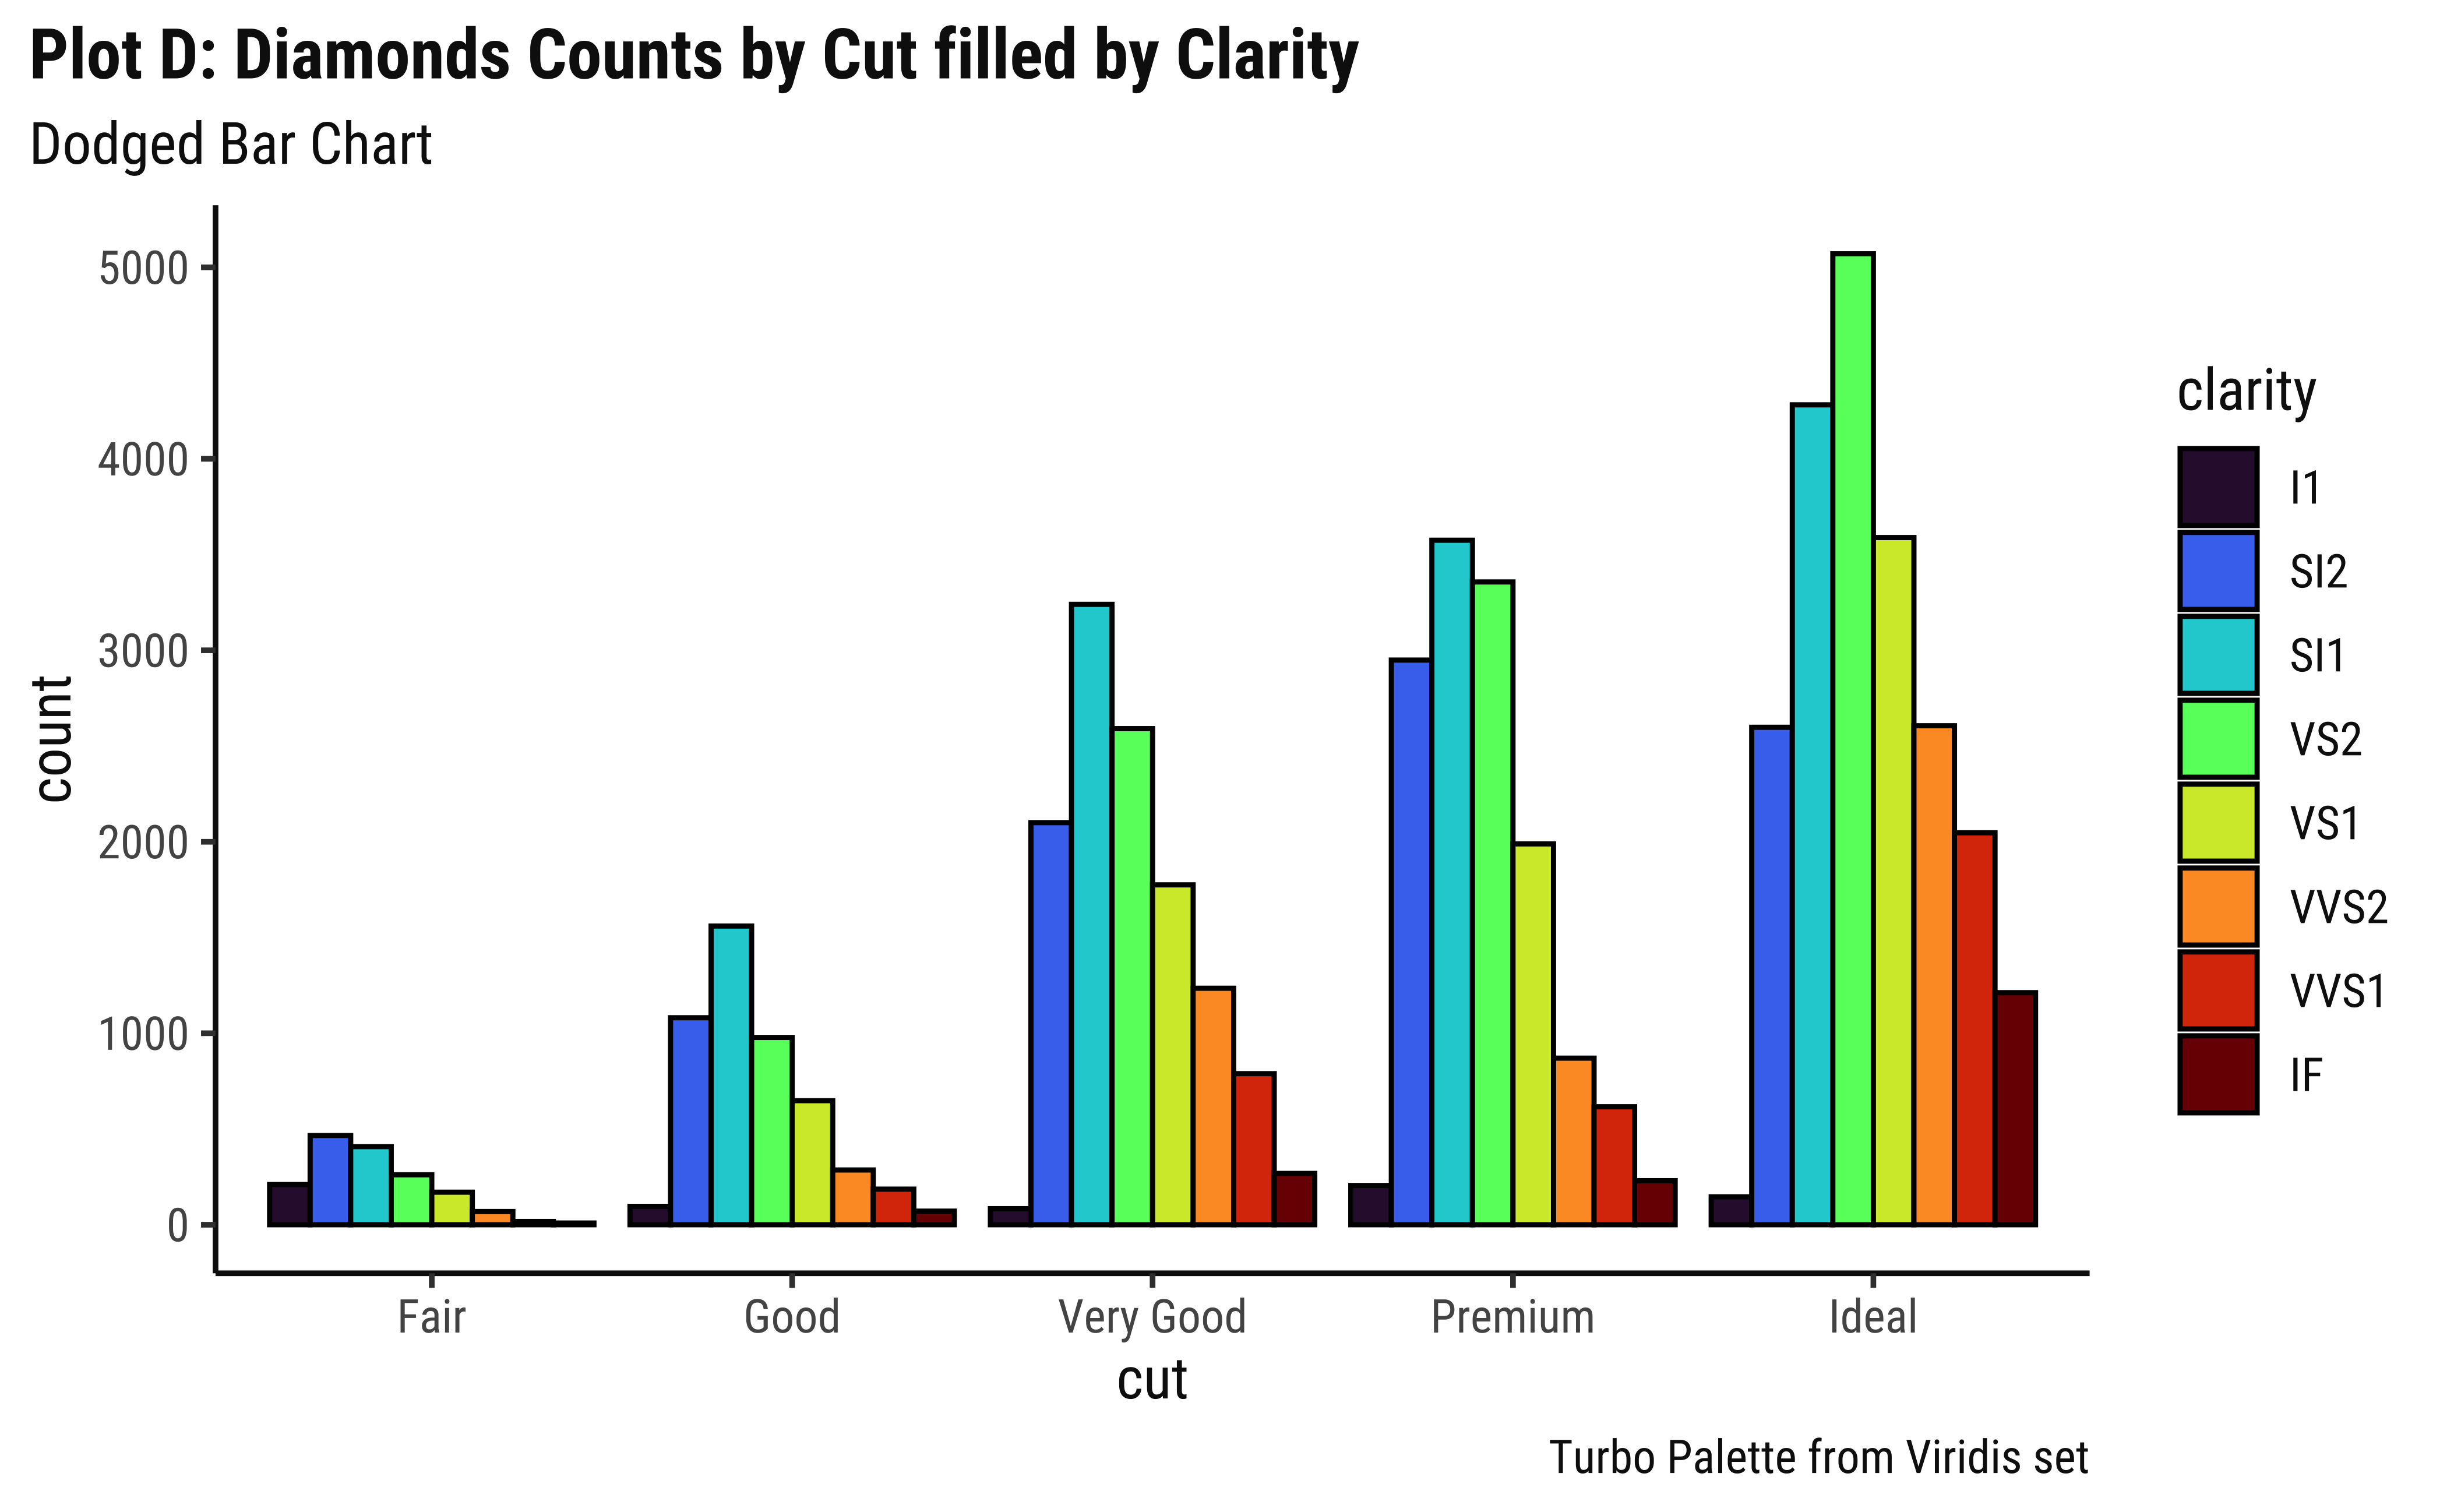 Plot D: Diamonds Counts by Cut filled by Clarity
Dodged Bar Chart
count
5000
4000
3000
2000
1000
0
Fair Good Very Good Premium Ideal
cut
clarity
I1
SI2
SI1
VS2
VS1
VVS2
VVS1
IF
Turbo Palette from Viridis set